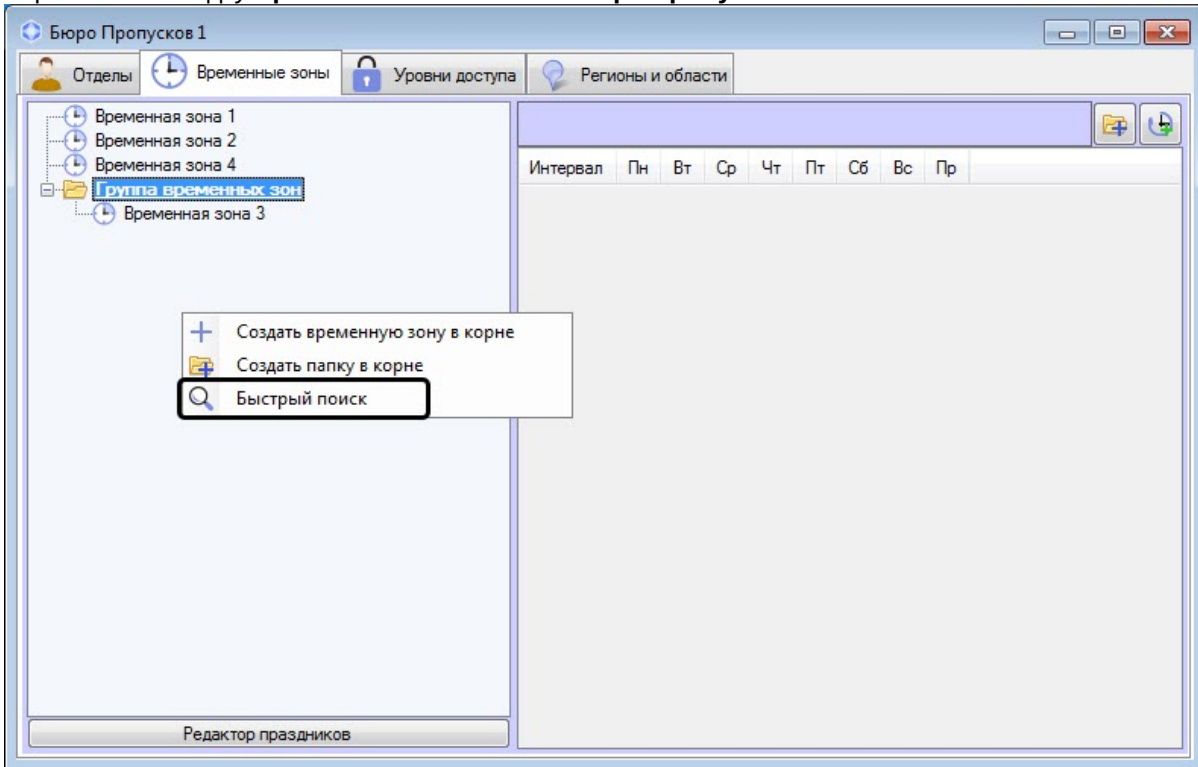 Бюро Пропусков 1
Отделы Временные зоны Уровни доступа Регионы и области
Временная зона 1
Временная зона 2
Временная зона 4
Группа временных зон
Временная зона 3
Интервал Пн Вт Ср Чт Пт Сб Вс Пр
Создать временную зону в корне
Создать папку в корне
Быстрый поиск
Редактор праздников